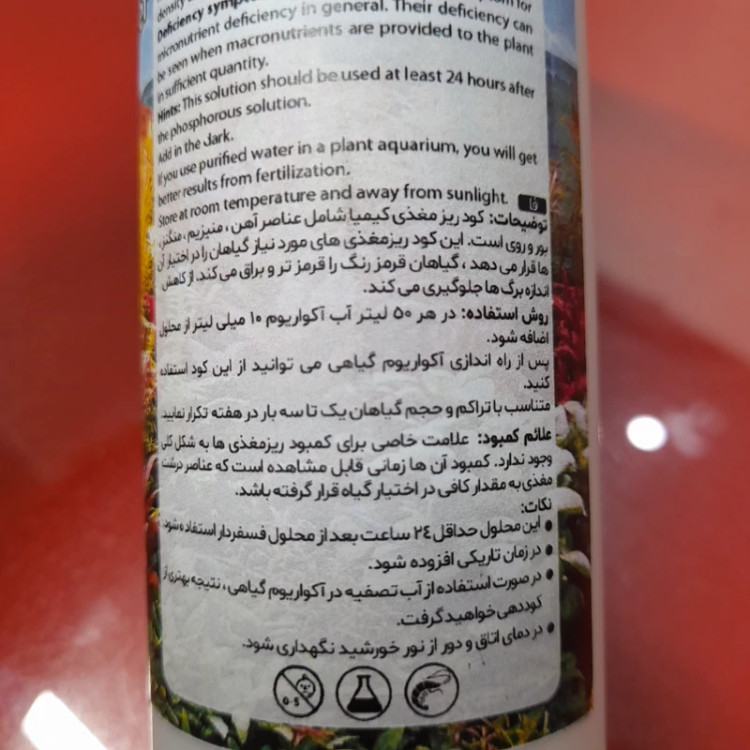 density
for
Deficiency
micronutrient deficiency in general. Their deficiency can
be seen when macronutrients are provided to the plant
in sufficient quantity.
Hints: This solution should be used at least 24 hours after
the phosphorous solution.
Add in the dark.
If you use purified water in a plant aquarium, you will get
better results from fertilization.
Store at room temperature and away from sunlight.
فا
توضیحات: کود ریز مغذی کیمیا شامل عناصر آهن، منیزیم، منگنز،
بور و روی است. این کود ریزمغذی های مورد نیاز گیاهان را در اختیار آن
ها قرار می دهد، گیاهان قرمز رنگ را قرمز تر و براق می کند. از کاهش
اندازه برگ ها جلوگیری می کند.
روش استفاده: در هر ۵۰ لیتر آب آکواریوم ۱۰ میلی لیتر از محلول
اضافه شود.
پس از راه اندازی آکواریوم گیاهی می توانید از این کود استفاده
کنید.
متناسب با تراکم و حجم گیاهان یک تا سه بار در هفته تکرار نمایید.
علائم کمبود: علامت خاصی برای کمبود ریزمغذی ها به شکل کلی
وجود ندارد. کمبود آن ها زمانی قابل مشاهده است که عناصر درشت
مغذی به مقدار کافی در اختیار گیاه قرار گرفته باشد.
نکات:
• این محلول حداقل ۲٤ ساعت بعد از محلول فسفردار استفاده شود.
• در زمان تاریکی افزوده شود.
• در صورت استفاده از آب تصفیه در آکواریوم گیاهی، نتیجه بهتری از
کوددهی خواهید گرفت.
• در دمای اتاق و دور از نور خورشید نگهداری شود.
0-5